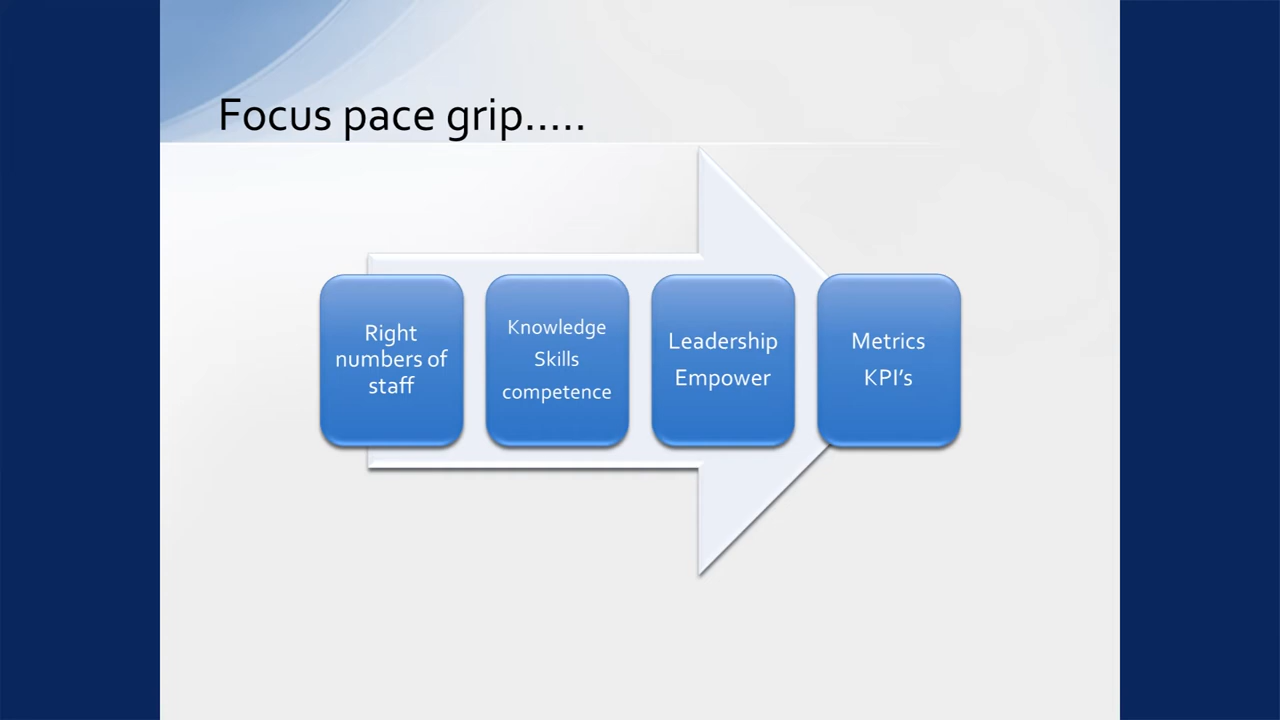 Focus pace grip.....
Right
numbers of
staff
Knowledge
Skills
competence
Leadership
Empower
Metrics
KPI’s